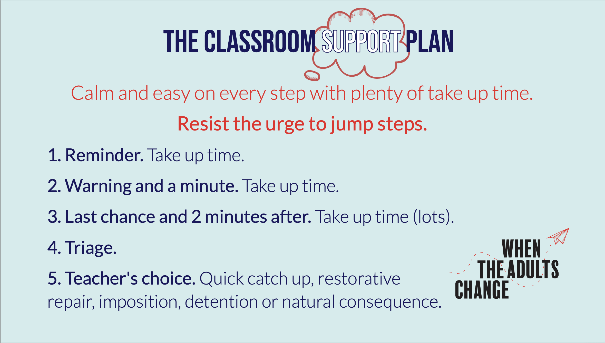 THE CLASSROOM SUPPORT PLAN
Calm and easy on every step with plenty of take up time.
Resist the urge to jump steps.
1. Reminder. Take up time.
2. Warning and a minute. Take up time.
3. Last chance and 2 minutes after. Take up time (lots).
4. Triage.
5. Teacher's choice. Quick catch up, restorative
repair, imposition, detention or natural consequence.
WHEN
THE ADULTS
CHANGE